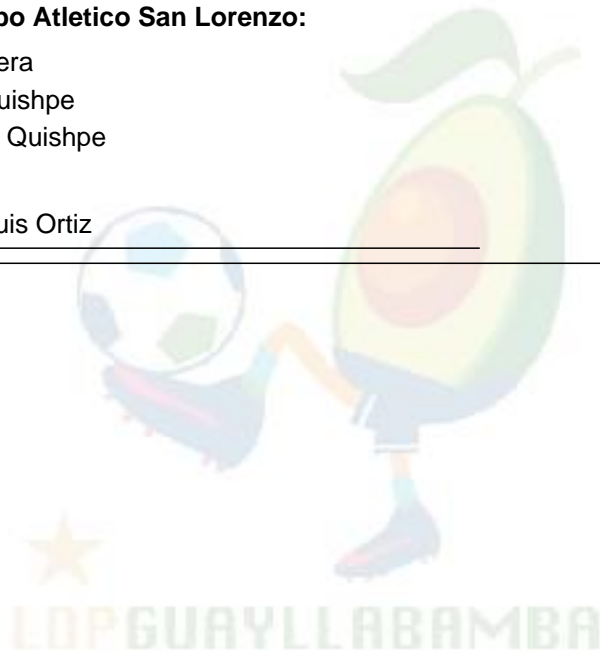 po Atletico San Lorenzo:
era
uishpe
Quishpe
uis Ortiz
LDPGUAYLLABAMBA